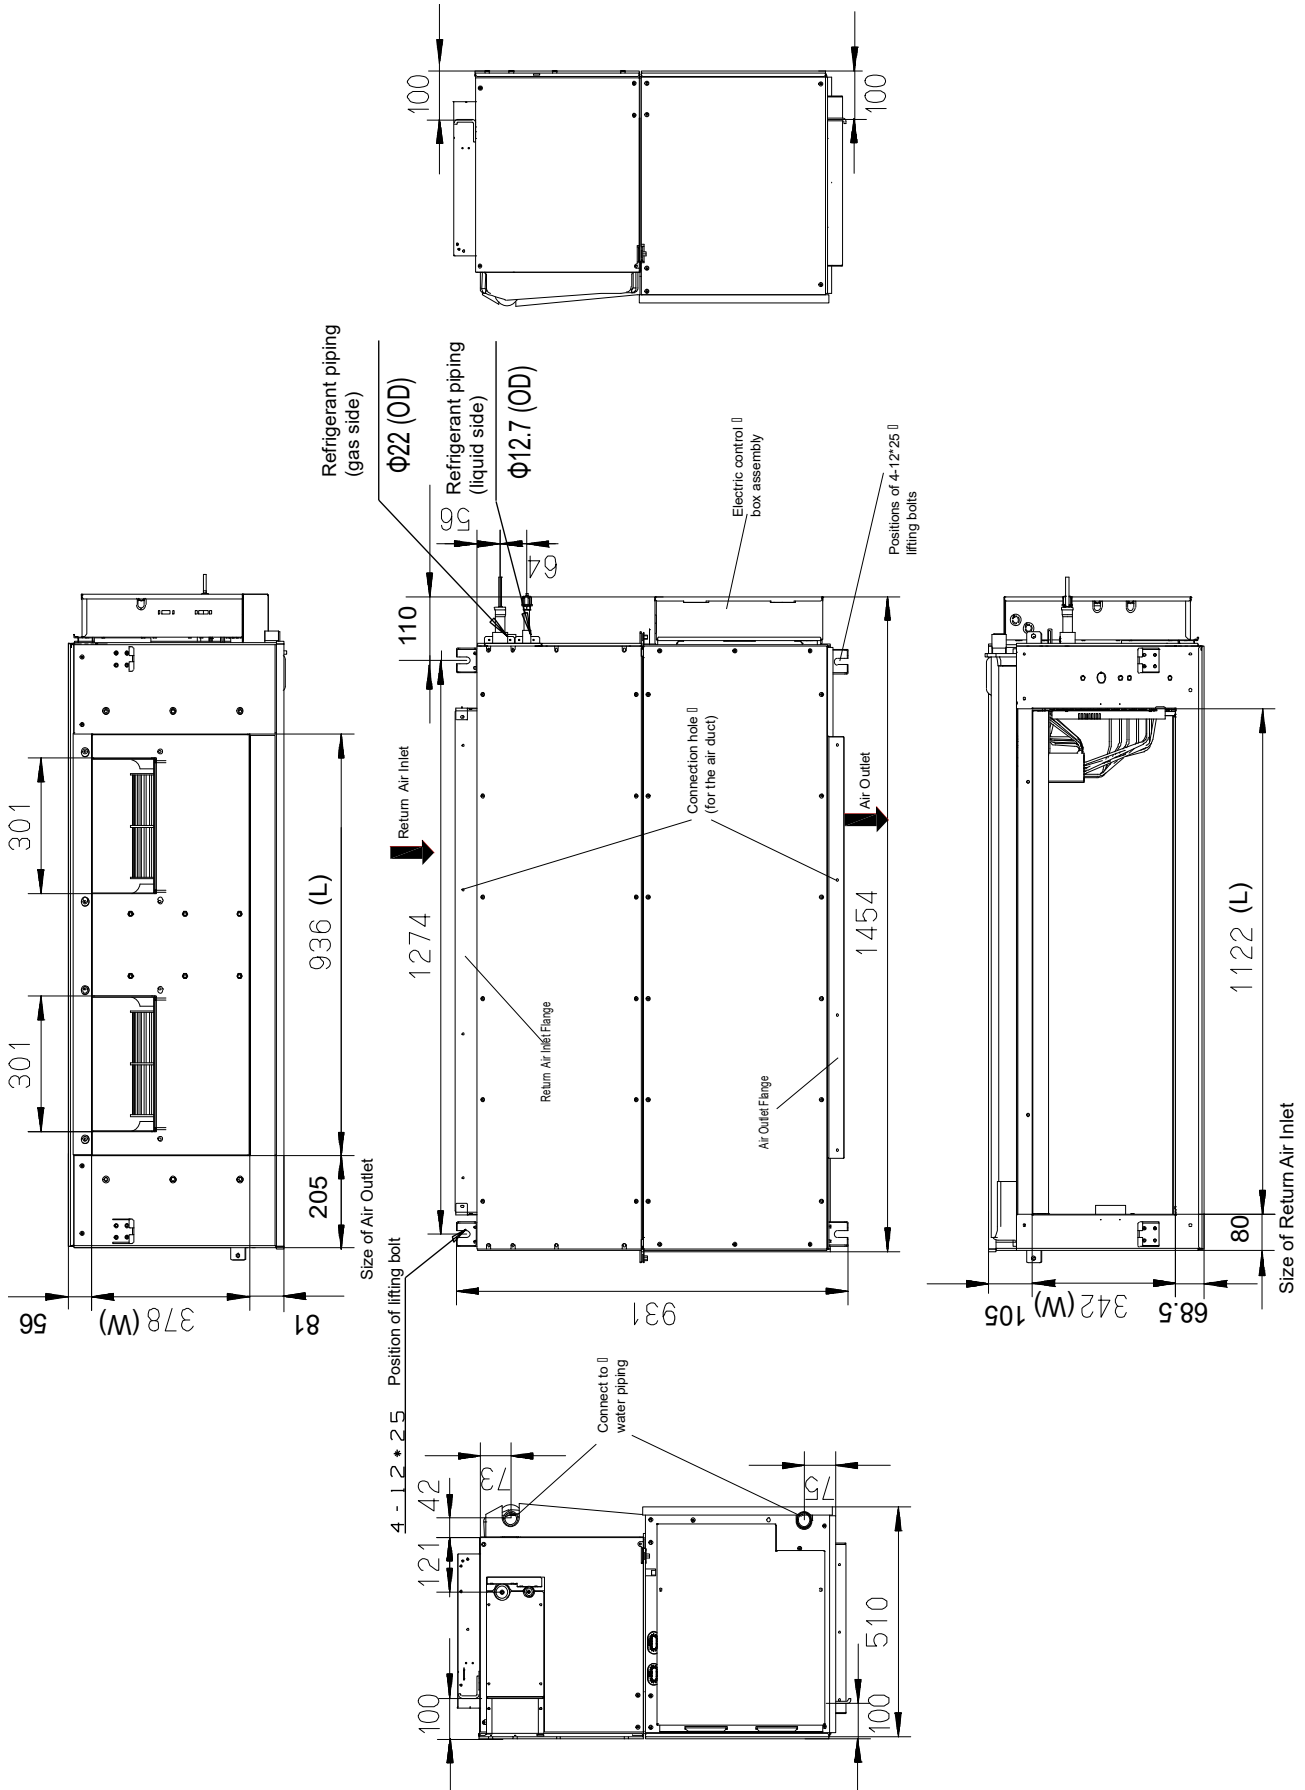 100
100
Refrigerant piping
(gas side)
Φ22 (OD)
Refrigerant piping
(liquid side)
Φ12.7 (OD)
56
64
110
Electric control ▯
box assembly
Positions of 4-12*25 ▯
lifting bolts
301
301
936 (L)
205
56
378 (W)
81
Size of Air Outlet
Return Air Inlet
1274
Connection hole ▯
(for the air duct)
Air Outlet
1454
Return Air Inlet Flange
Air Outlet Flange
931
1122 (L)
80
105
342 (W)
68.5
Size of Return Air Inlet
4 - 12 * 25 Position of lifting bolt
Connect to ▯
water piping
73
42
121
100
75
510
100